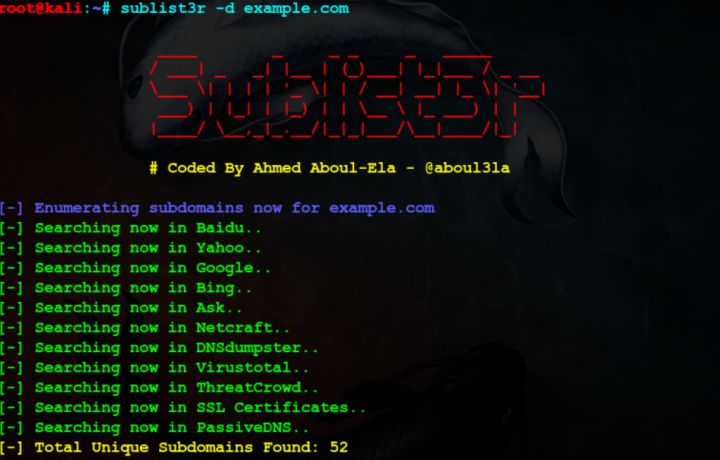 root@kali:~# sublist3r -d example.com
Sublist3r
# Coded By Ahmed Aboul-Ela - @aboul3la
[-] Enumerating subdomains now for example.com
[-] Searching now in Baidu..
[-] Searching now in Yahoo..
[-] Searching now in Google..
[-] Searching now in Bing..
[-] Searching now in Ask..
[-] Searching now in Netcraft..
[-] Searching now in DNSdumpster..
[-] Searching now in Virustotal..
[-] Searching now in ThreatCrowd..
[-] Searching now in SSL Certificates..
[-] Searching now in PassiveDNS..
[-] Total Unique Subdomains Found: 52